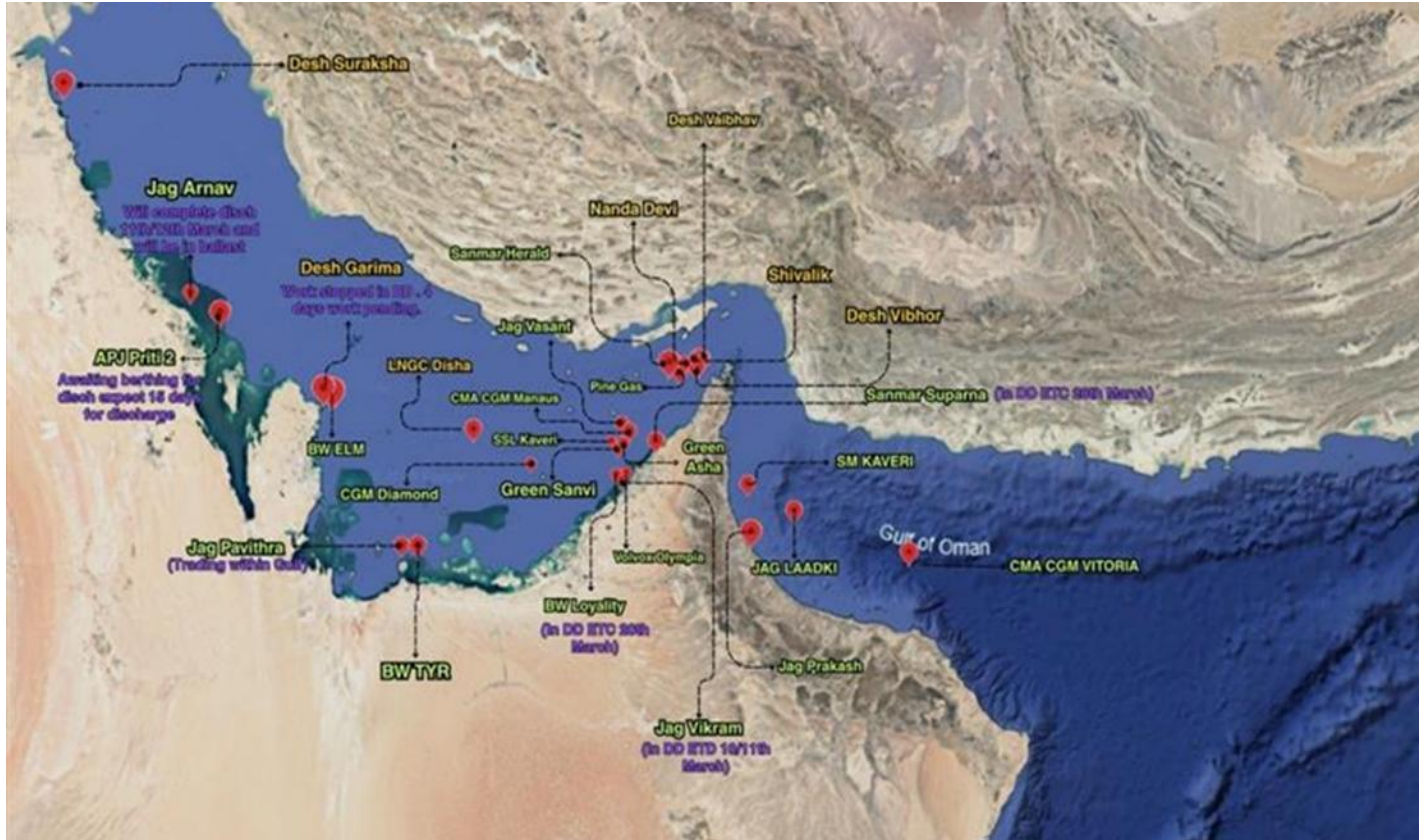 Desh Suraksha
Desh Vaibhav
Jag Arnav
Will complete disch
11th/12th March and
will be in ballast
Nanda Devi
Sanmar Herald
Desh Garima
Work stopped in DD - 4
days work pending.
Shivalik
Desh Vibhor
Jag Vasant
APJ Priti 2
Awaiting berthing for
disch expect 15 days
for discharge
LNGC Disha
Pine Gas
CMA CGM Manaus
Sanmar Suparna (In DD ETC 20th March)
SSL Kaveri
BW ELM
Green
Asha
SM KAVERI
CGM Diamond
Green Sanvi
Gulf of Oman
Jag Pavithra
(Trading within Gulf)
Volvox Olympia
JAG LAADKI
CMA CGM VITORIA
BW Loyality
(In DD ETC
March)
BW TYR
Jag Prakash
Jag Vikram
(In DD ETD 10/11th
March)